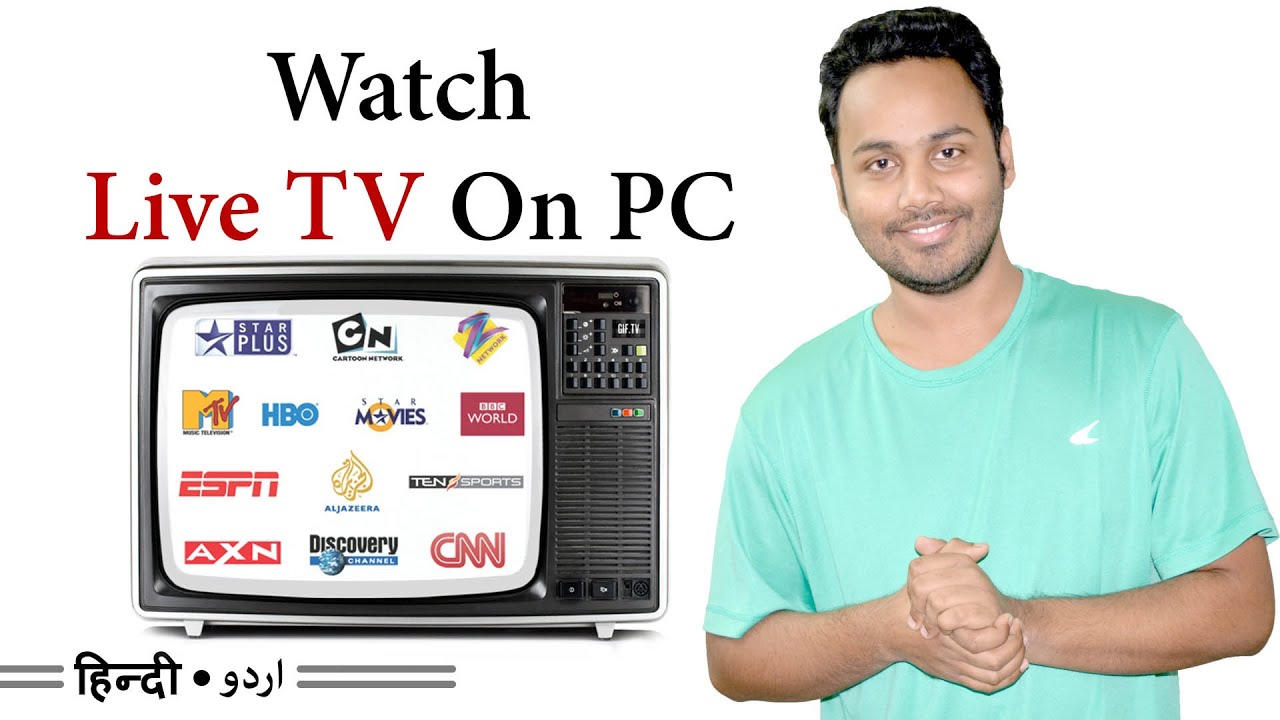 Watch
Live TV On PC
STAR PLUS
CN
CARTOON NETWORK
Z
NETWORK
GIF.TV
MTV
MUSIC TELEVISION
HBO
STAR
MOVIES
BBC
WORLD
ESPN
ALJAZEERA
TEN SPORTS
AXN
Discovery
CHANNEL
CNN
हिन्दी • اردو